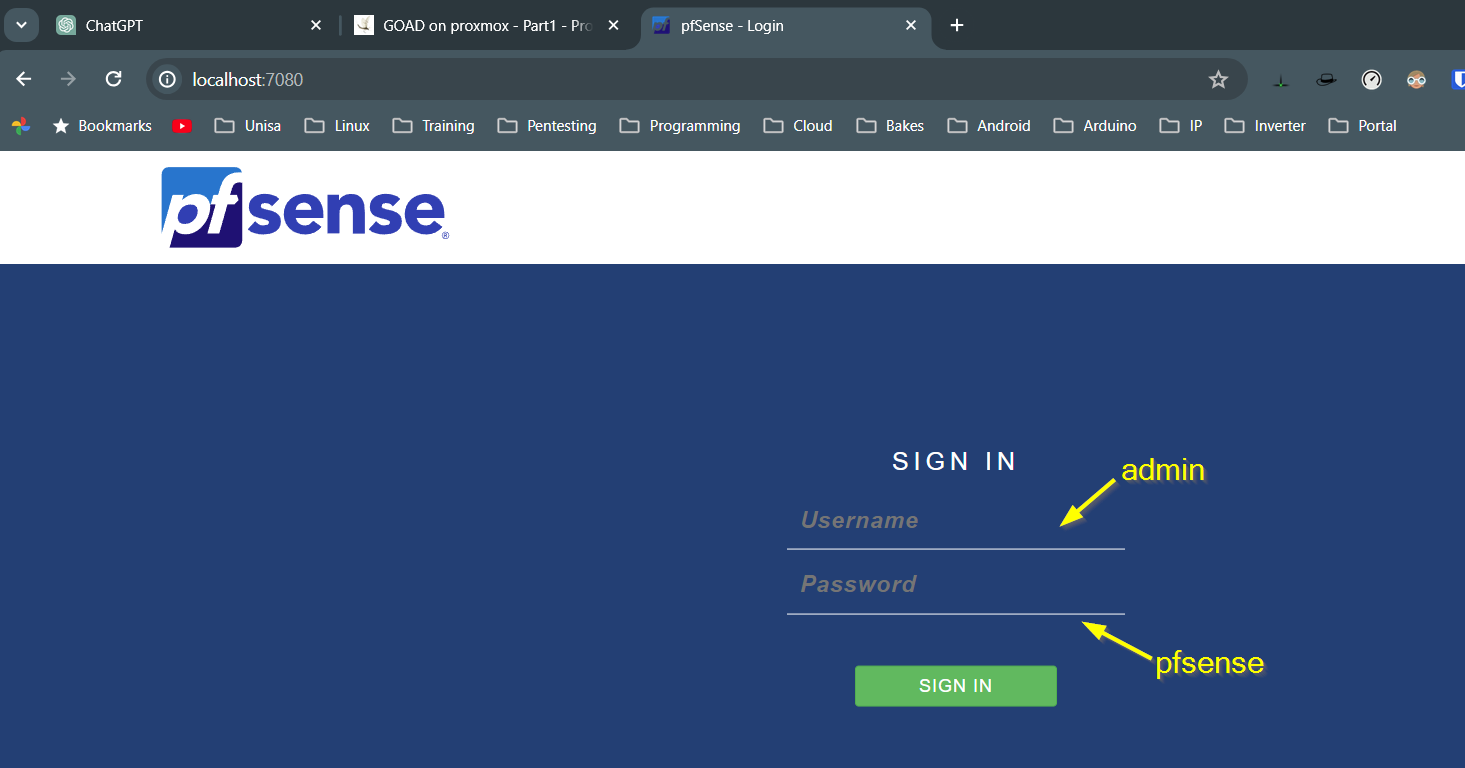 ChatGPT
GOAD on proxmox - Part1 - Pro
pfSense - Login
localhost:7080
Bookmarks Unisa Linux Training Pentesting Programming Cloud Bakes Android Arduino IP Inverter Portal
pfsense®
SIGN IN
admin
Username
Password
pfsense
SIGN IN